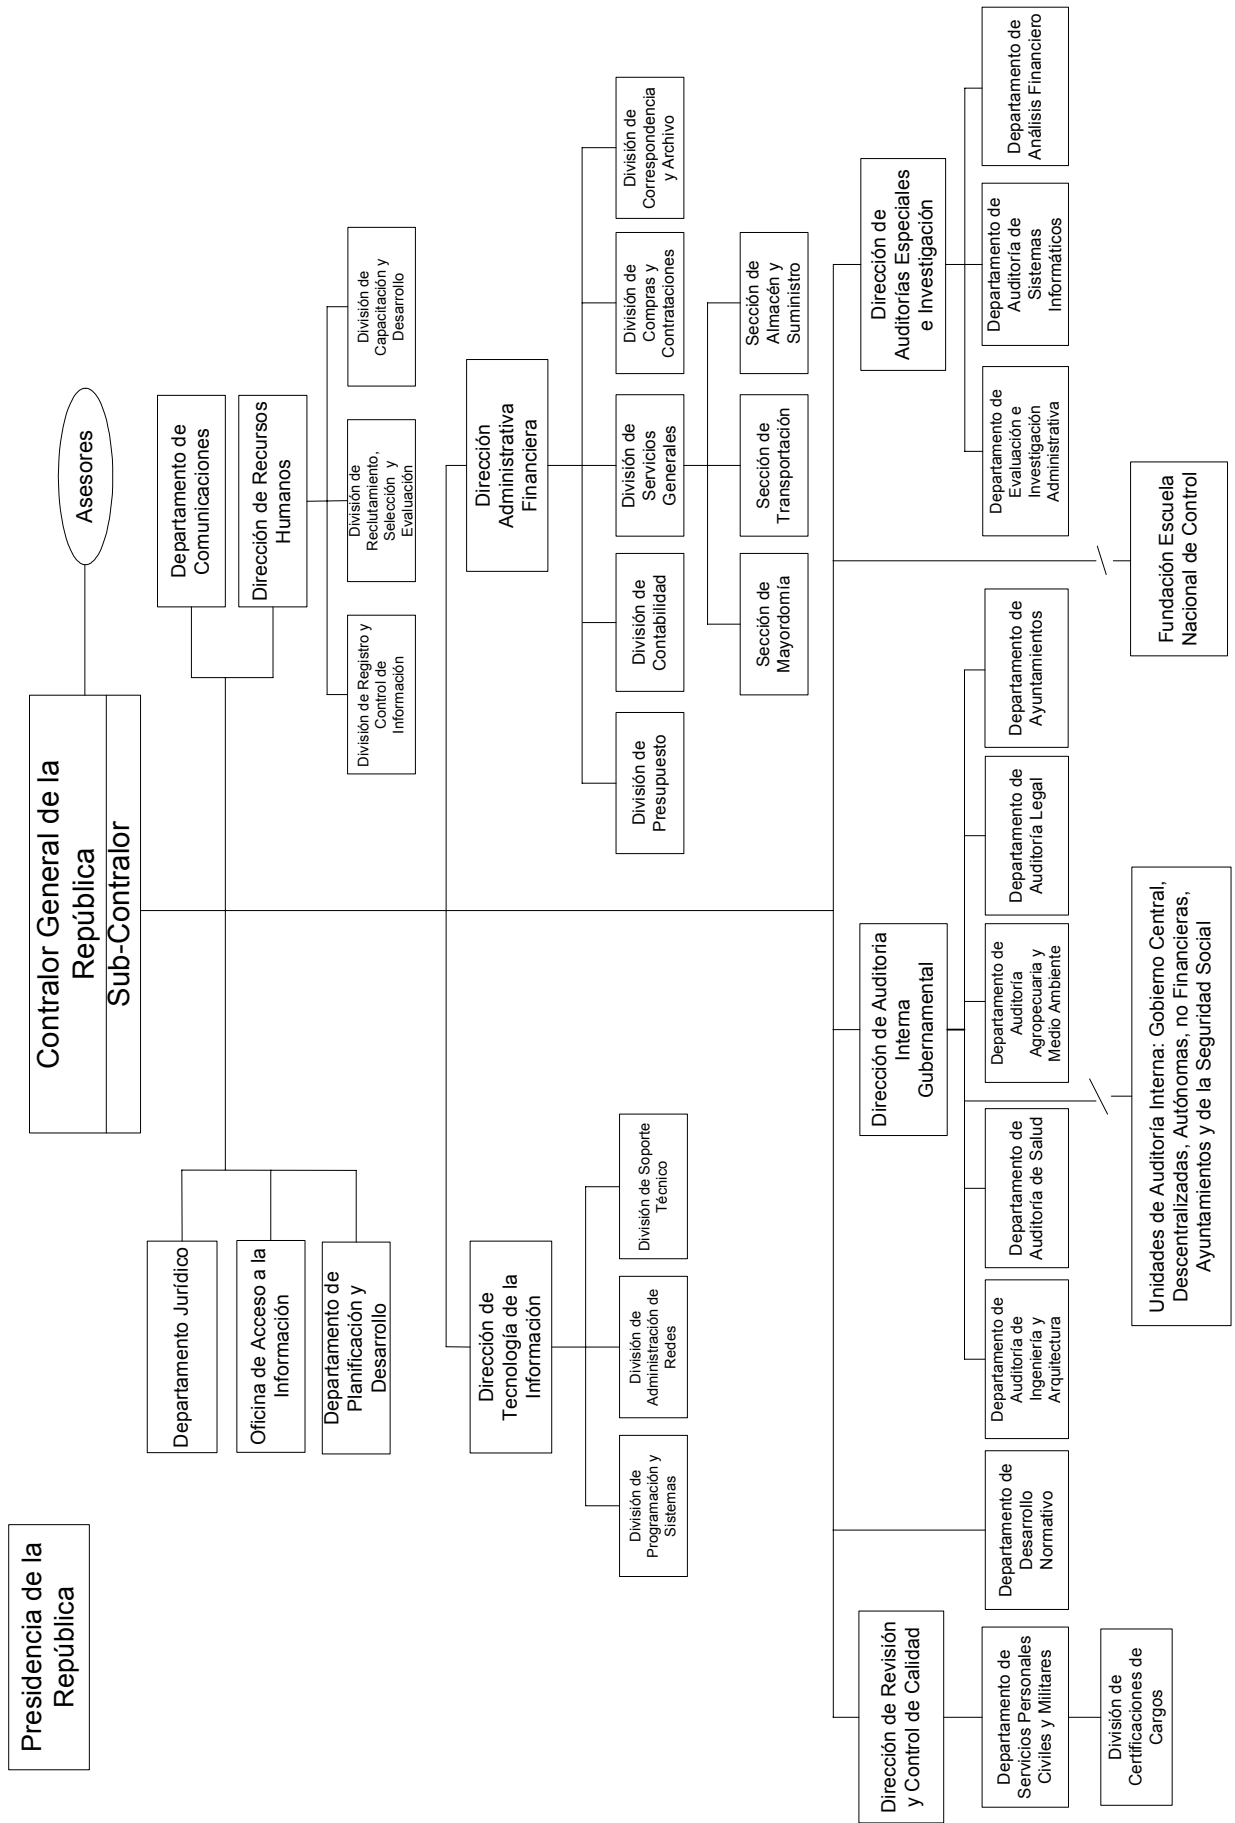 Presidencia de la
República
Contralor General de la
República
Sub-Contralor
Asesores
Departamento Jurídico
Oficina de Acceso a la
Información
Departamento de
Planificación y
Desarrollo
Departamento de
Comunicaciones
Dirección de Recursos
Humanos
División de Registro y
Control de
Información
División de
Reclutamiento,
Selección y
Evaluación
División de
Capacitación y
Desarrollo
Dirección de
Tecnología de la
Información
División de
Programación y
Sistemas
División de
Administración de
Redes
División de Soporte
Técnico
Dirección
Administrativa
Financiera
División de
Presupuesto
División de
Contabilidad
División de
Servicios
Generales
División de
Compras y
Contrataciones
División de
Correspondencia
y Archivo
Sección de
Mayordomía
Sección de
Transportación
Sección de
Almacén y
Suministro
Dirección de Revisión
y Control de Calidad
Departamento de
Servicios Personales
Civiles y Militares
División de
Certificaciones de
Cargos
Departamento de
Desarrollo
Normativo
Dirección de Auditoria
Interna
Gubernamental
Departamento de
Auditoría de
Ingeniería y
Arquitectura
Departamento de
Auditoría de Salud
Departamento de
Auditoría
Agropecuaria y
Medio Ambiente
Departamento de
Auditoría Legal
Departamento de
Ayuntamientos
Unidades de Auditoría Interna: Gobierno Central,
Descentralizadas, Autónomas, no Financieras,
Ayuntamientos y de la Seguridad Social
Fundación Escuela
Nacional de Control
Dirección de
Auditorías Especiales
e Investigación
Departamento de
Evaluación e
Investigación
Administrativa
Departamento de
Auditoría de
Sistemas
Informáticos
Departamento de
Análisis Financiero